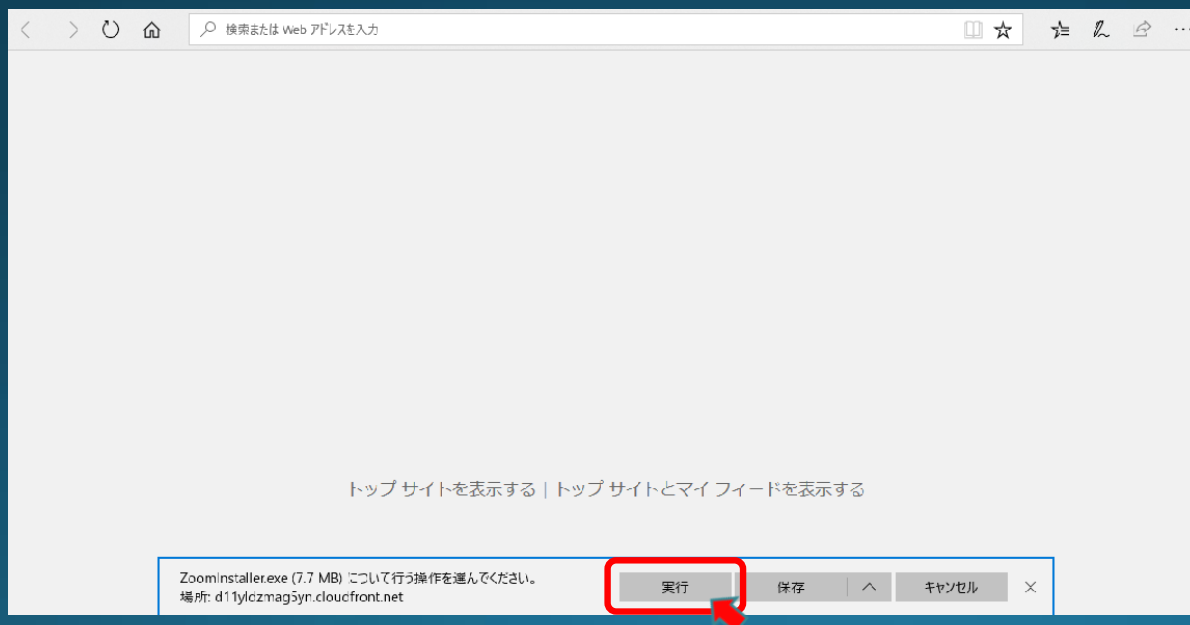 検索または Web アドレスを入力
トップ サイトを表示する | トップ サイトとマイ フィードを表示する
ZoomInstaller.exe (7.7 MB) について行う操作を選んでください。
場所: d11yldzmag5yn.cloudfront.net
実行 保存 キャンセル